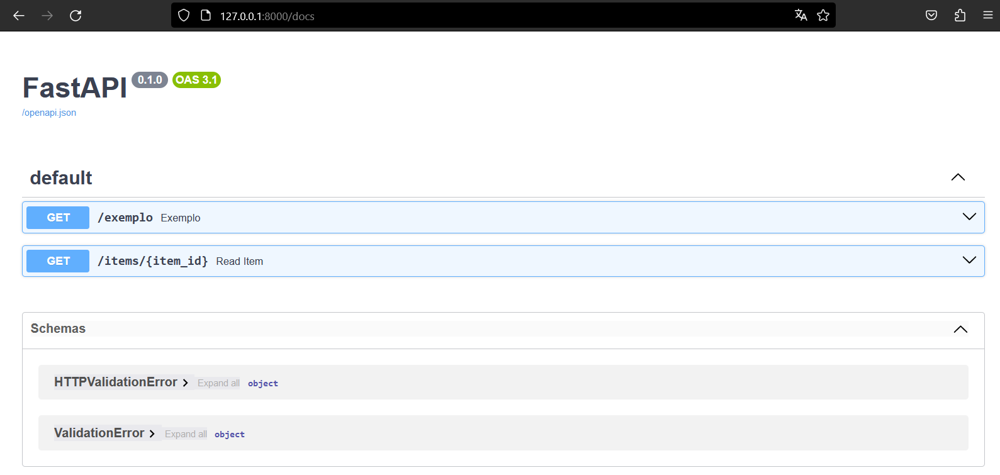 127.0.0.1:8000/docs
FastAPI 0.1.0 OAS 3.1
/openapi.json
default
GET /exemplo Exemplo
GET /items/{item_id} Read Item
Schemas
HTTPValidationError Expand all object
ValidationError Expand all object